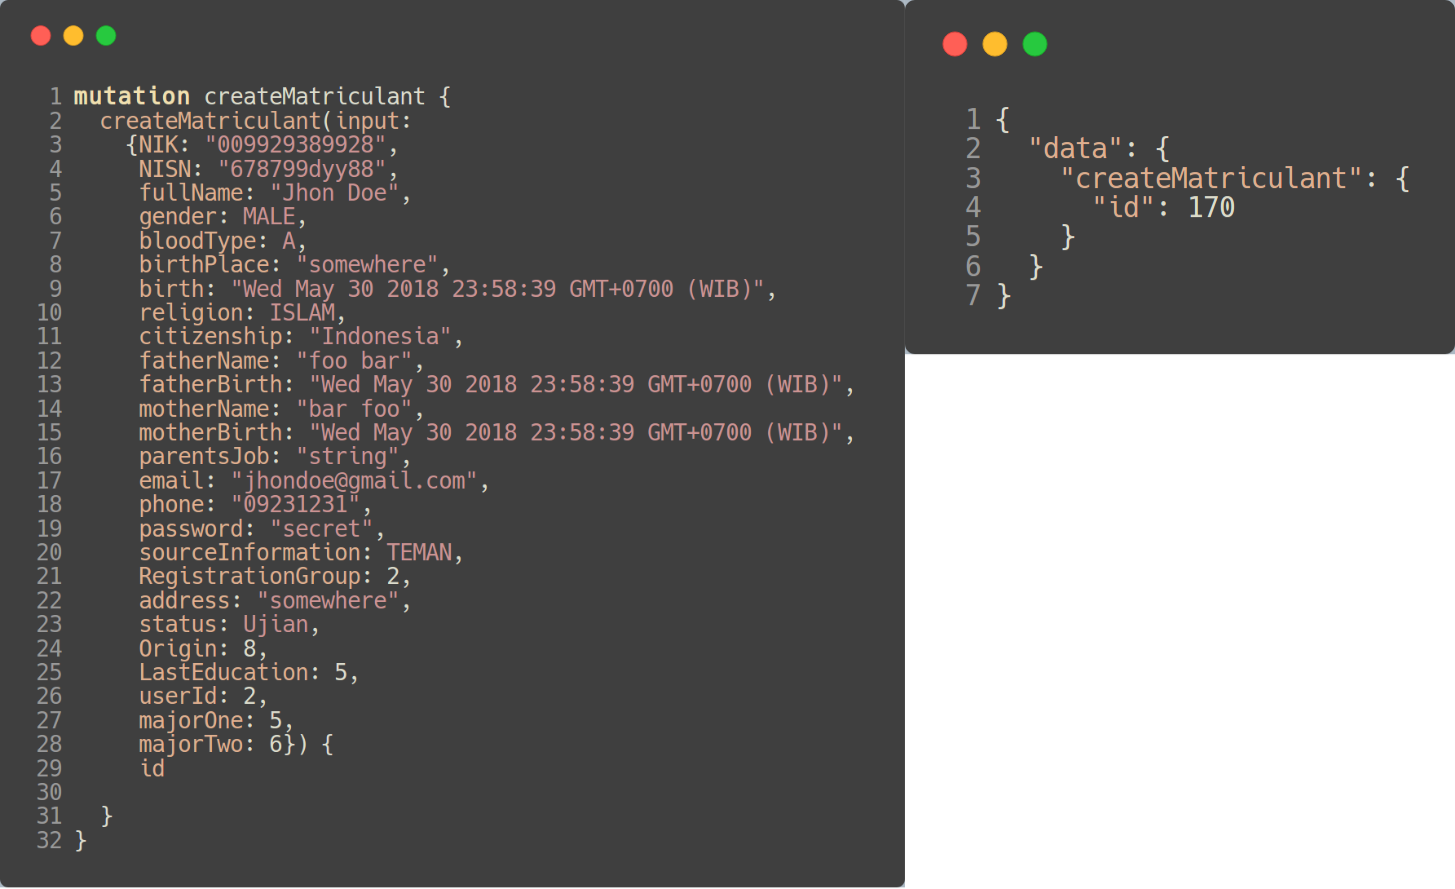 1 mutation createMatriculant {
2   createMatriculant(input:
3     {NIK: "009929389928",
4      NISN: "678799dyy88",
5      fullName: "Jhon Doe",
6      gender: MALE,
7      bloodType: A,
8      birthPlace: "somewhere",
9      birth: "Wed May 30 2018 23:58:39 GMT+0700 (WIB)",
10      religion: ISLAM,
11      citizenship: "Indonesia",
12      fatherName: "foo bar",
13      fatherBirth: "Wed May 30 2018 23:58:39 GMT+0700 (WIB)",
14      motherName: "bar foo",
15      motherBirth: "Wed May 30 2018 23:58:39 GMT+0700 (WIB)",
16      parentsJob: "string",
17      email: "jhondoe@gmail.com",
18      phone: "09231231",
19      password: "secret",
20      sourceInformation: TEMAN,
21      RegistrationGroup: 2,
22      address: "somewhere",
23      status: Ujian,
24      Origin: 8,
25      LastEducation: 5,
26      userId: 2,
27      majorOne: 5,
28      majorTwo: 6}) {
29      id
30
31   }
32 }
1 {
2   "data": {
3     "createMatriculant": {
4       "id": 170
5     }
6   }
7 }